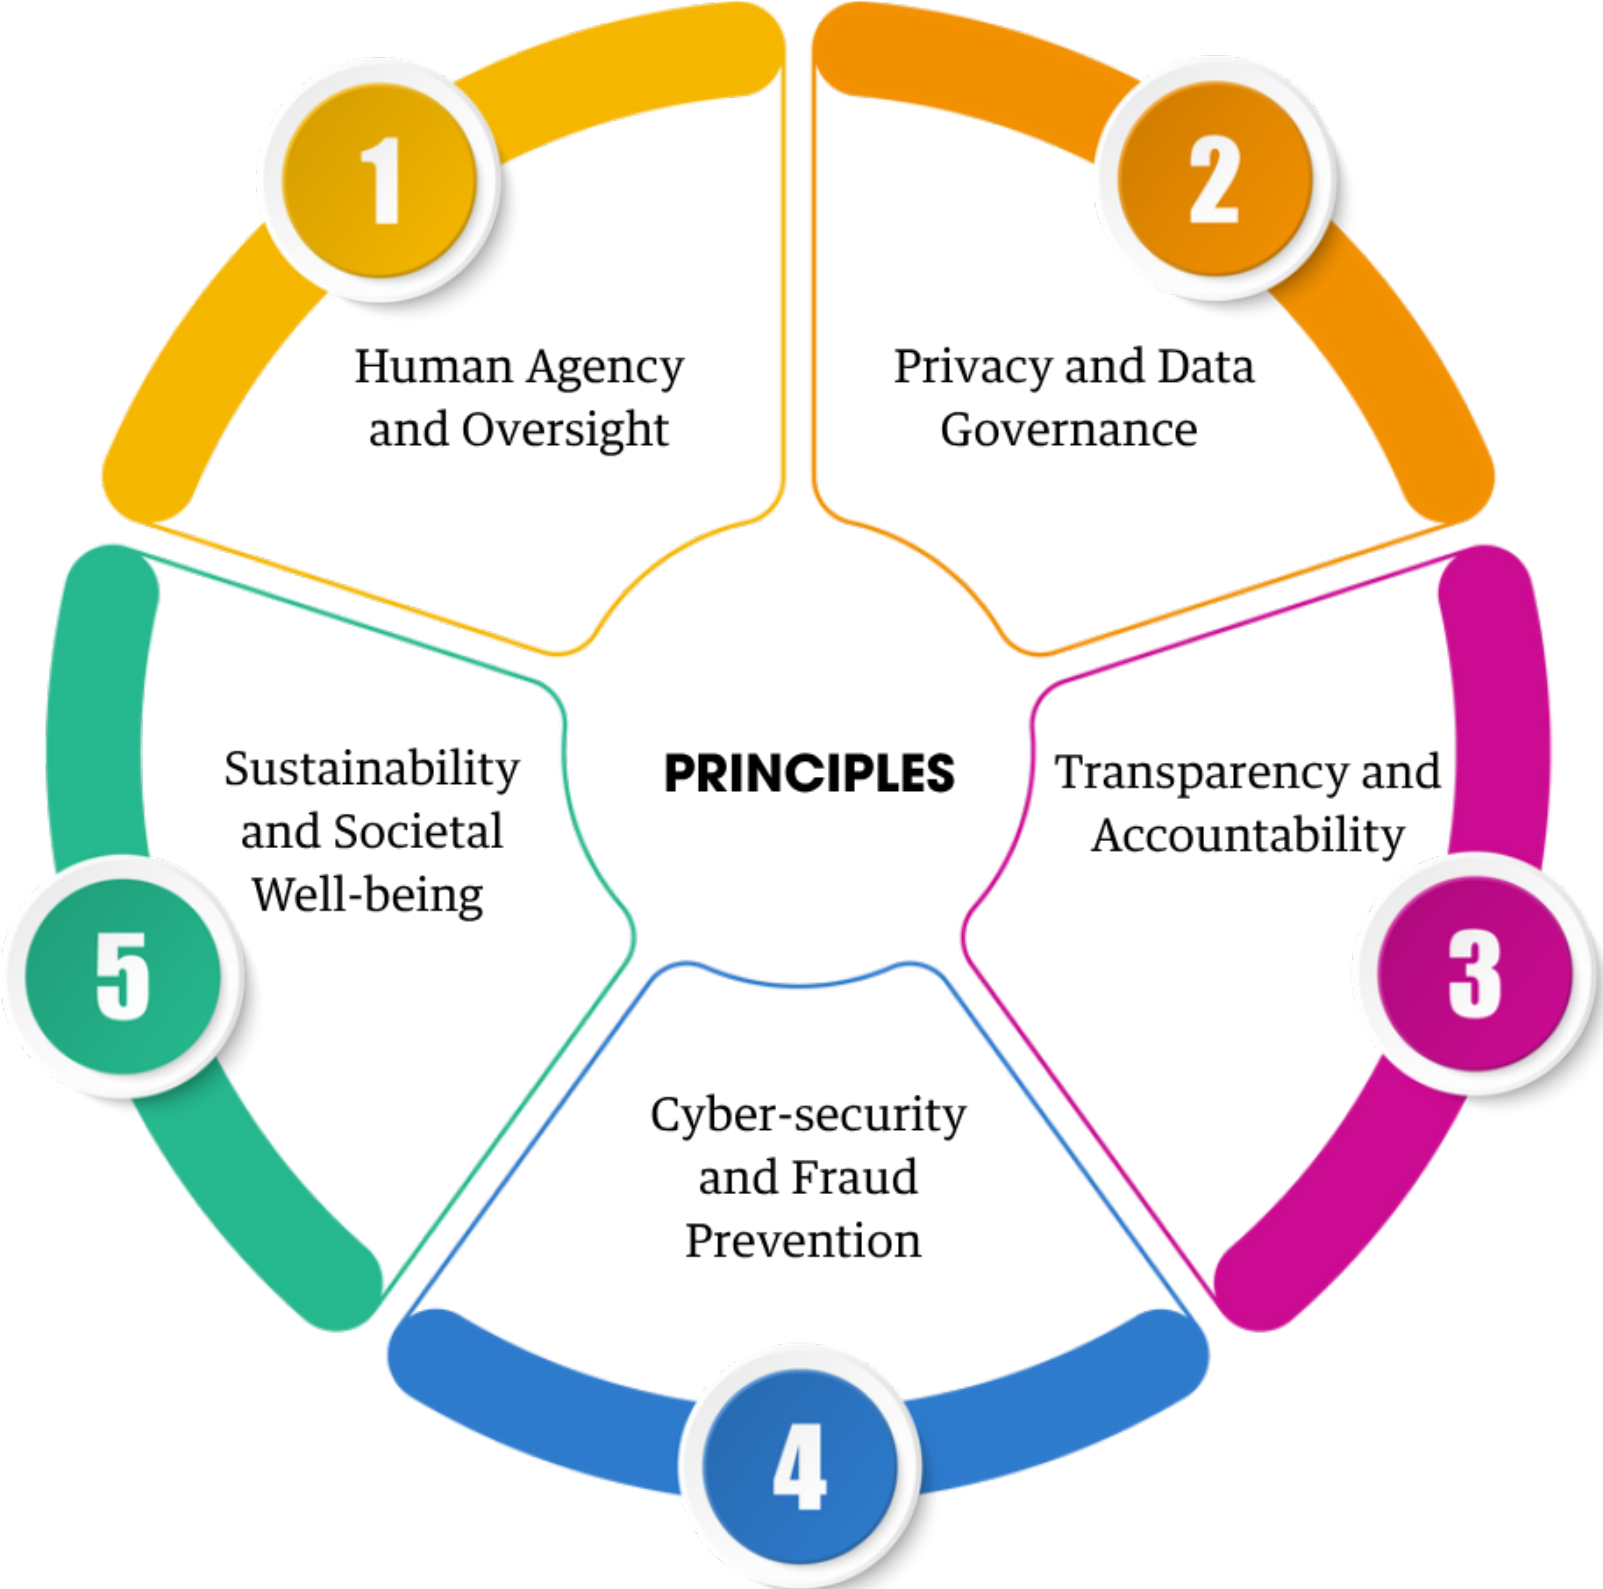 1
Human Agency
and Oversight
2
Privacy and Data
Governance
PRINCIPLES
3
Transparency and
Accountability
4
Cyber-security
and Fraud
Prevention
5
Sustainability
and Societal
Well-being